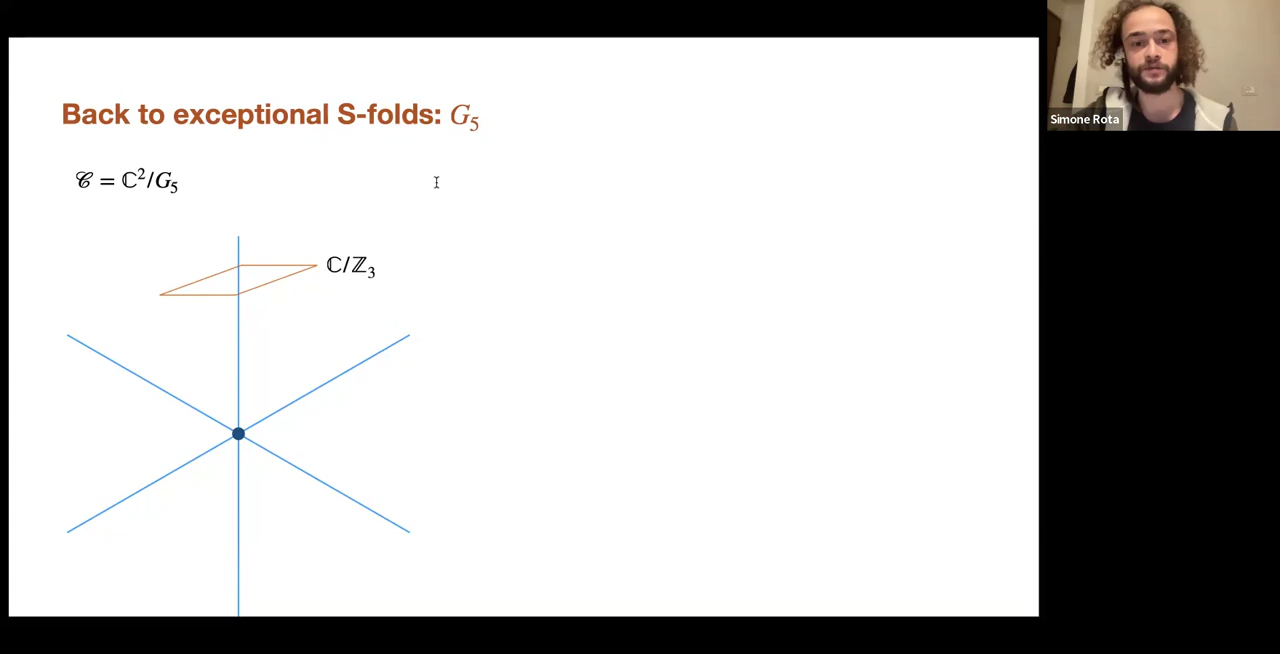 Back to exceptional S-folds: G₅
𝒞 = ℂ²/G₅
ℂ/ℤ₃
Simone Rota